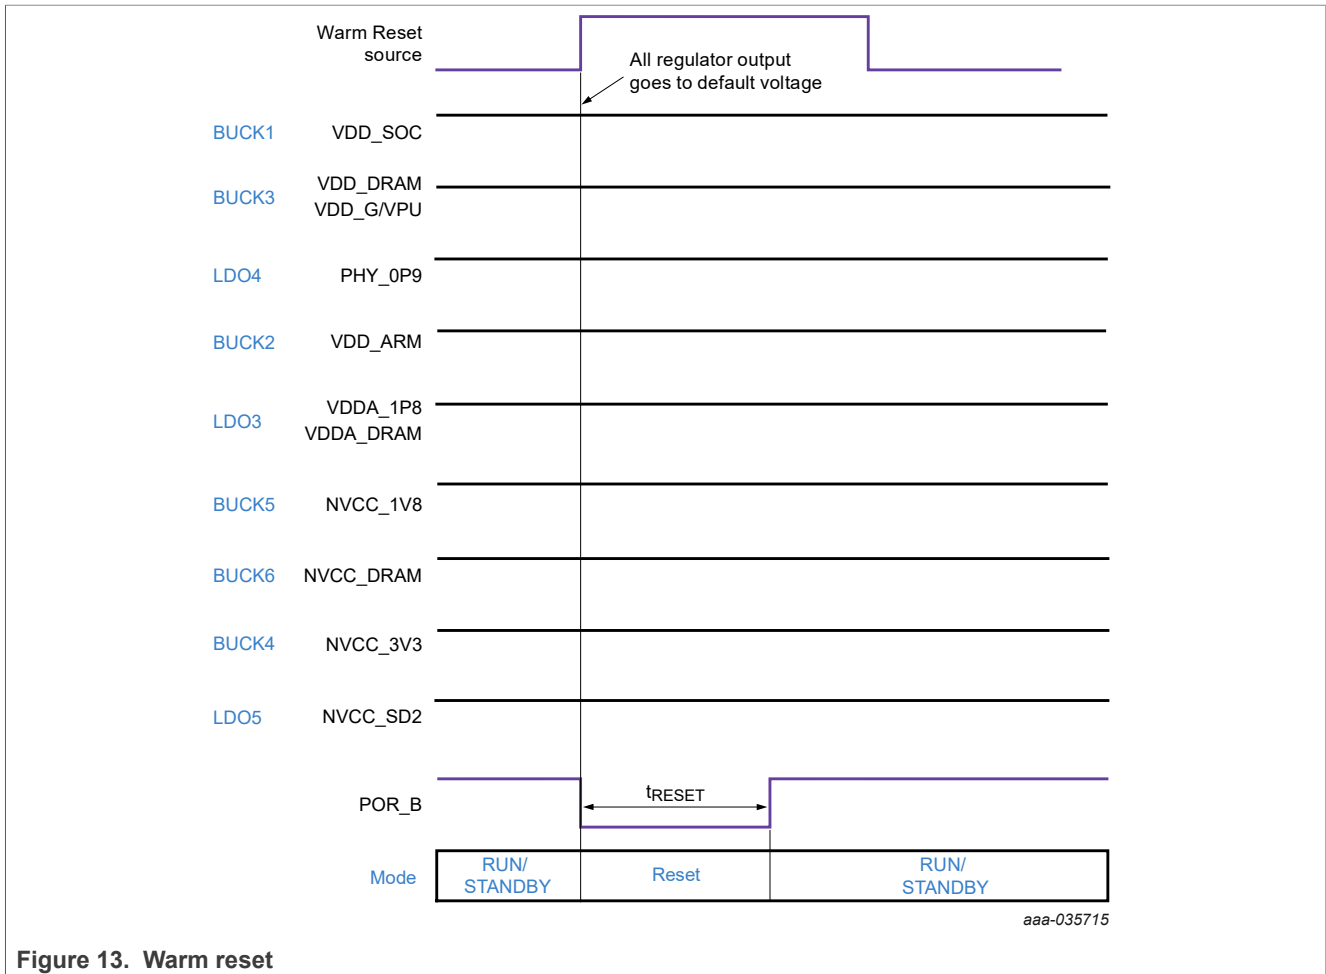 Warm Reset
source
All regulator output
goes to default voltage
BUCK1 VDD_SOC
BUCK3 VDD_DRAM
VDD_G/VPU
LDO4 PHY_0P9
BUCK2 VDD_ARM
LDO3 VDDA_1P8
VDDA_DRAM
BUCK5 NVCC_1V8
BUCK6 NVCC_DRAM
BUCK4 NVCC_3V3
LDO5 NVCC_SD2
POR_B tRESET
Mode RUN/
STANDBY Reset RUN/
STANDBY
aaa-035715
Figure 13. Warm reset